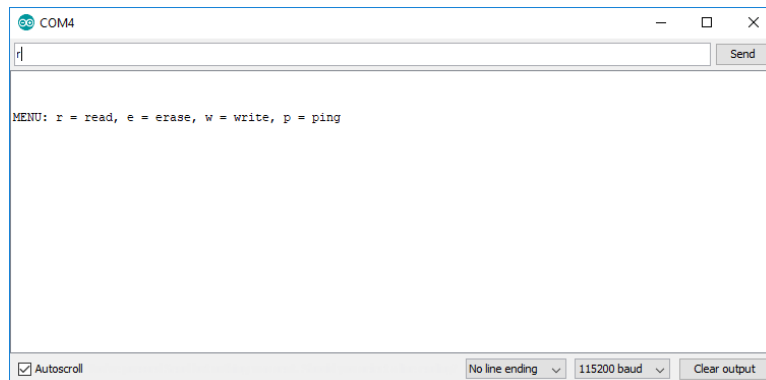 COM4
r
Send
MENU: r = read, e = erase, w = write, p = ping
Autoscroll
No line ending
115200 baud
Clear output